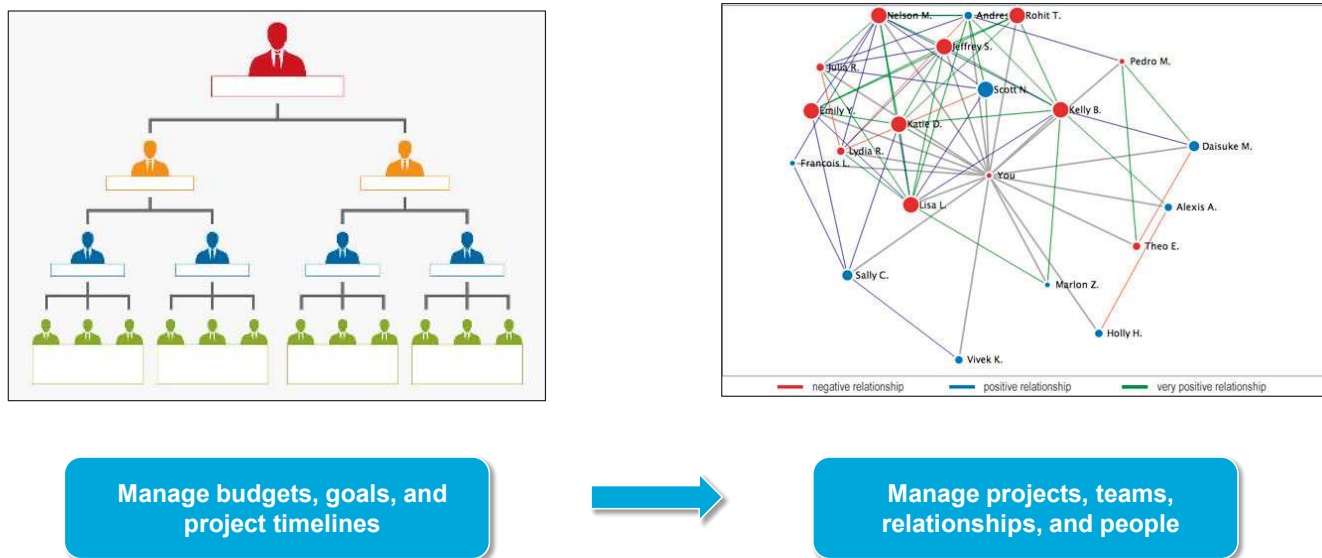 Nelson M.
Andres
Rohit T.
Jeffrey S.
Pedro M.
Julia R.
Scott N.
Emily Y.
Kelly B.
Katie D.
Daisuke M.
Lydia R.
Francois L.
You
Lisa L.
Alexis A.
Theo E.
Sally C.
Marlon Z.
Holly H.
Vivek K.
negative relationship
positive relationship
very positive relationship
Manage budgets, goals, and
project timelines
Manage projects, teams,
relationships, and people